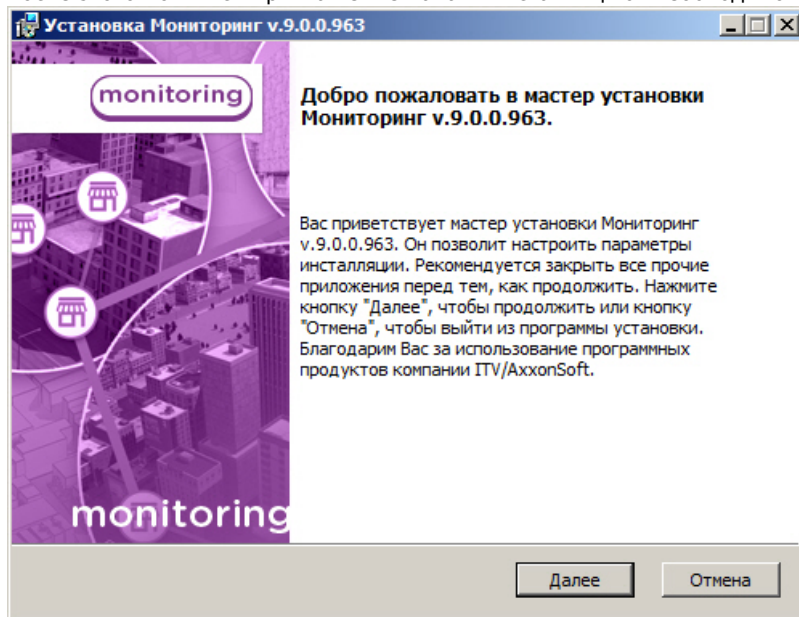 Установка Мониторинг v.9.0.0.963
monitoring
Добро пожаловать в мастер установки
Мониторинг v.9.0.0.963.
Вас приветствует мастер установки Мониторинг
v.9.0.0.963. Он позволит настроить параметры
инсталляции. Рекомендуется закрыть все прочие
приложения перед тем, как продолжить. Нажмите
кнопку "Далее", чтобы продолжить или кнопку
"Отмена", чтобы выйти из программы установки.
Благодарим Вас за использование программных
продуктов компании ITV/AxxonSoft.
monitoring
Далее
Отмена